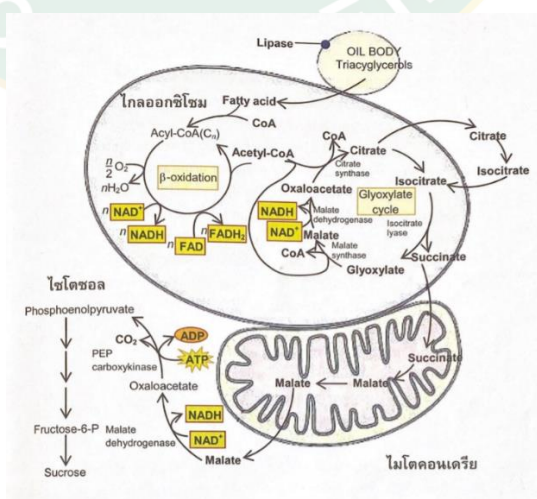 Lipase
OIL BODY
Triacyglycerols
ไกลออกซิโซม
Fatty acid
CoA
Acyl-CoA(Cₙ)
CoA
Citrate
Acetyl-CoA
Citrate
Citrate
synthase
Isocitrate
n/2 O₂
nH₂O
β-oxidation
Oxaloacetate
Isocitrate
Glyoxylate
cycle
NADH
Malate
dehydrogenase
Isocitrate
lyase
n NAD⁺
n NADH
n FAD
n FADH₂
NAD⁺
Malate
CoA
Malate
synthase
Glyoxylate
Succinate
ไซโตซอล
Phosphoenolpyruvate
CO₂
ADP
ATP
PEP
carboxykinase
Oxaloacetate
Succinate
Malate
Malate
NADH
NAD⁺
Fructose-6-P
Malate
dehydrogenase
Malate
Sucrose
ไมโตคอนเดรีย